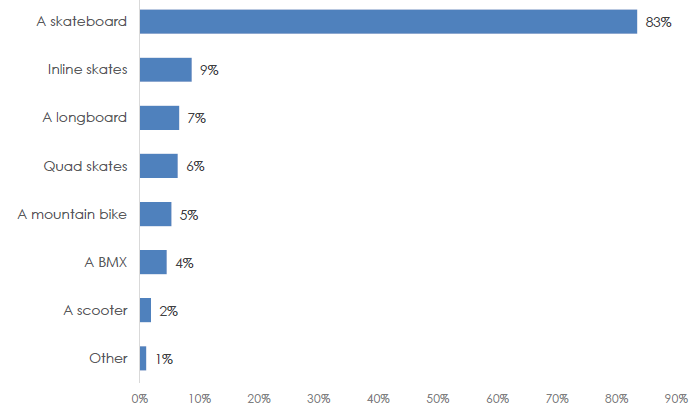 A skateboard 83%
Inline skates 9%
A longboard 7%
Quad skates 6%
A mountain bike 5%
A BMX 4%
A scooter 2%
Other 1%
0% 10% 20% 30% 40% 50% 60% 70% 80% 90%